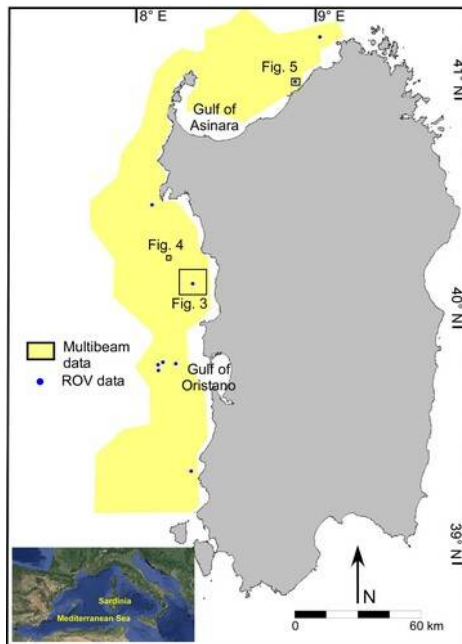 8° E
9° E
Fig. 5
41° N
Gulf of
Asinara
Fig. 4
Fig. 3
40° N
Multibeam
data
ROV data
Gulf of
Oristano
39° N
Sardinia
Mediterranean Sea
N
0
60 km